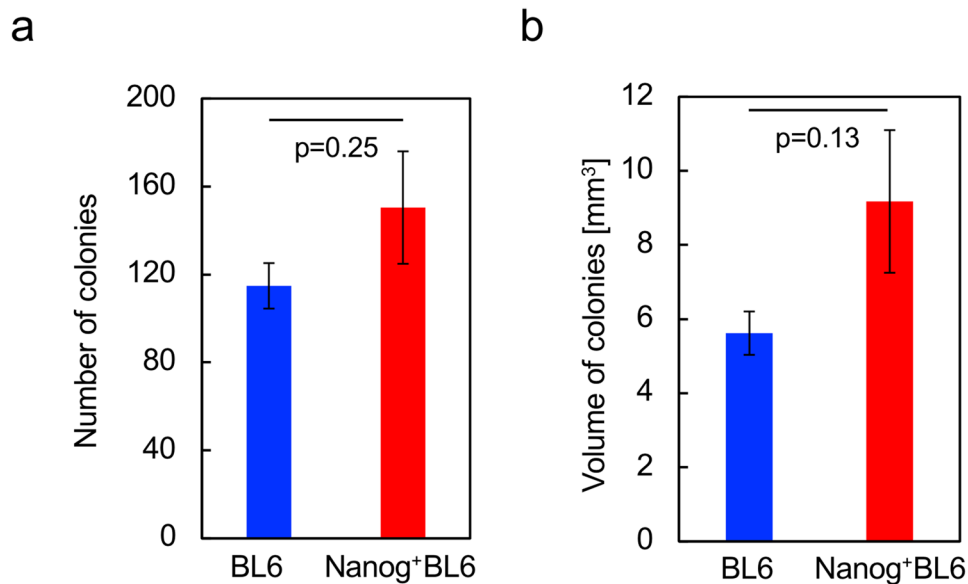 a
Number of colonies
200
160
120
80
40
0
p=0.25
BL6
Nanog⁺BL6
b
Volume of colonies [mm³]
12
10
8
6
4
2
0
p=0.13
BL6
Nanog⁺BL6